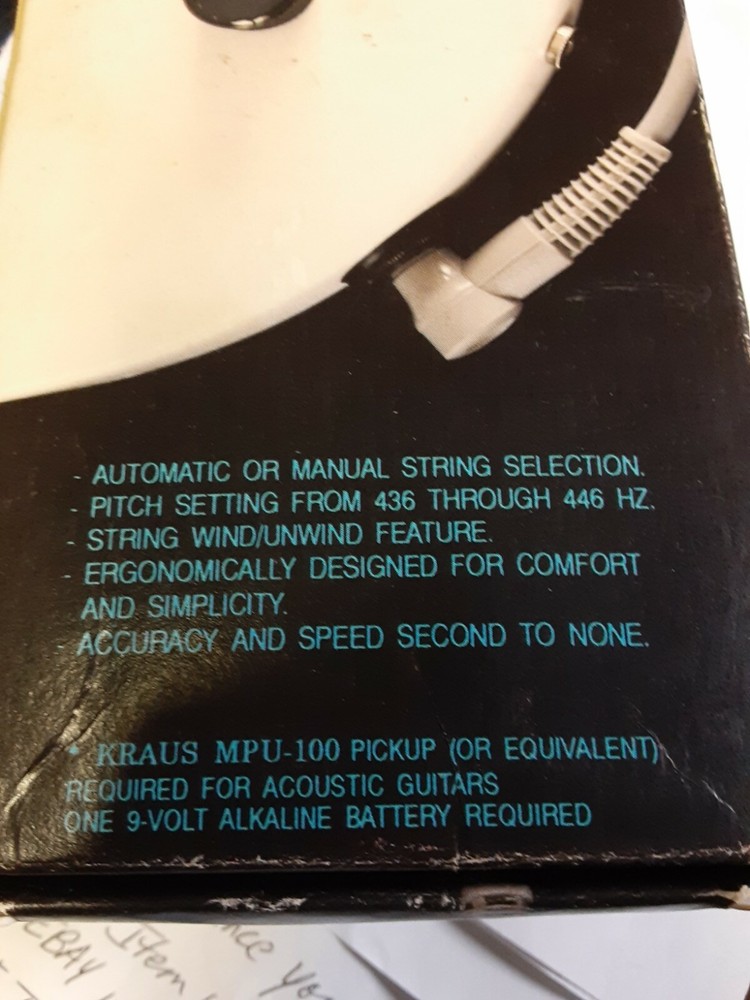 - AUTOMATIC OR MANUAL STRING SELECTION.
- PITCH SETTING FROM 436 THROUGH 446 HZ.
- STRING WIND/UNWIND FEATURE.
- ERGONOMICALLY DESIGNED FOR COMFORT
AND SIMPLICITY.
- ACCURACY AND SPEED SECOND TO NONE.
* KRAUS MPU-100 PICKUP (OR EQUIVALENT)
REQUIRED FOR ACOUSTIC GUITARS
ONE 9-VOLT ALKALINE BATTERY REQUIRED
EBAY Item